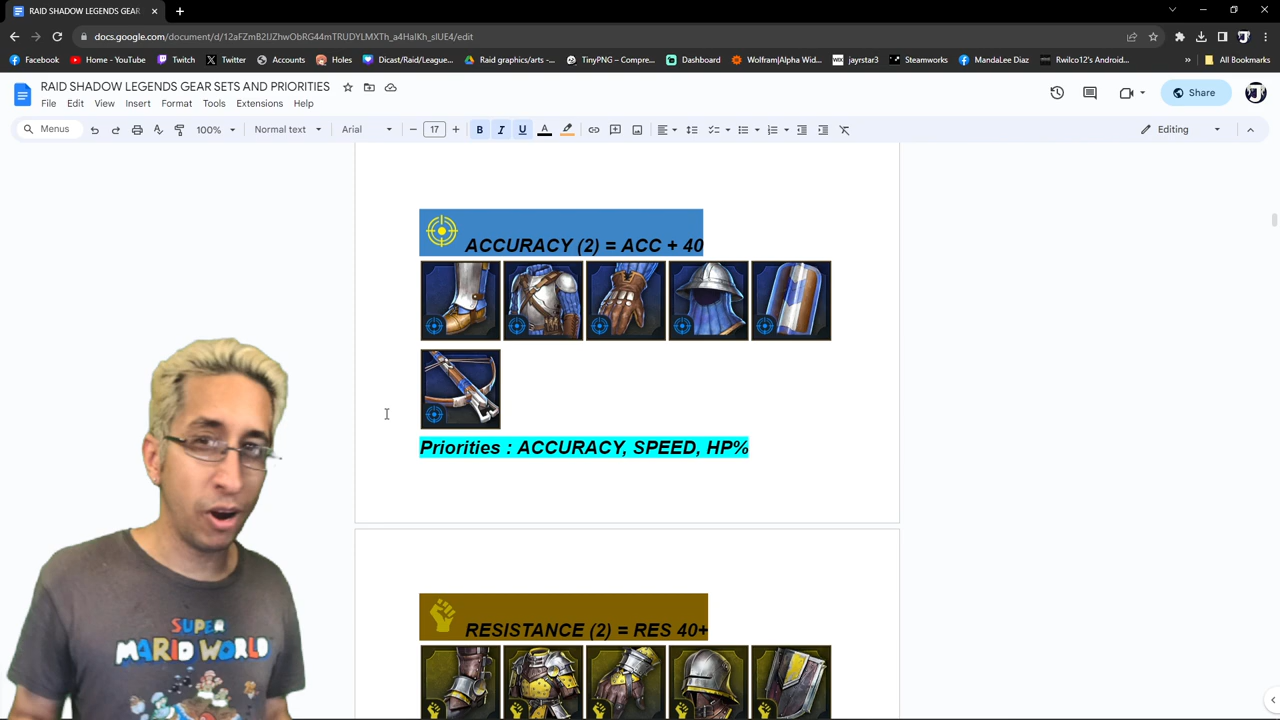 RAID SHADOW LEGENDS GEAR
docs.google.com/document/d/12aFZmB2IJZhwObRG44mTRUDYLMXTh_a4HaIKh_sIUE4/edit
Facebook Home - YouTube Twitch Twitter Accounts Holes Dicast/Raid/League... Raid graphics/arts -... TinyPNG – Compre... Dashboard Wolfram|Alpha Wid... jayrstar3 Steamworks MandaLee Diaz Rwilco12's Android... » All Bookmarks
RAID SHADOW LEGENDS GEAR SETS AND PRIORITIES
File Edit View Insert Format Tools Extensions Help
Share
Menus 100% Normal text Arial 17 B I U A Editing
ACCURACY (2) = ACC + 40
Priorities : ACCURACY, SPEED, HP%
RESISTANCE (2) = RES 40+
SUPER
MARIO WORLD